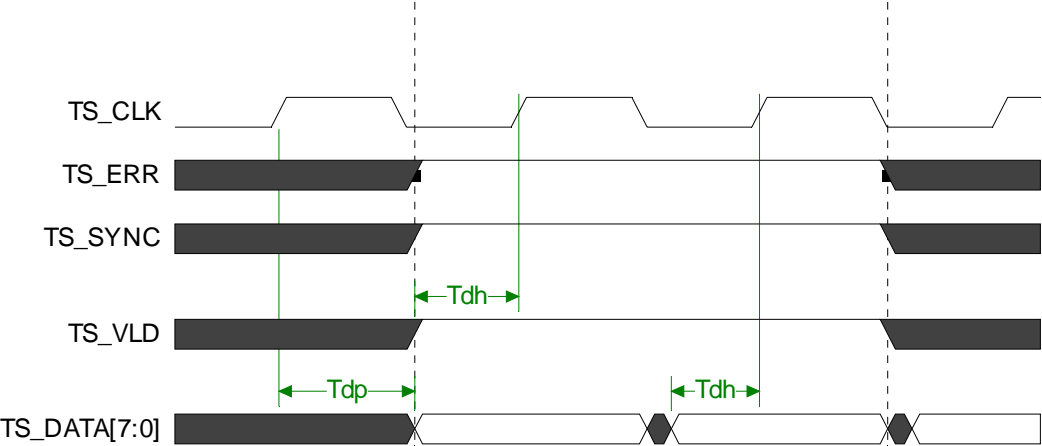 TS_CLK
TS_ERR
TS_SYNC
Tdh
TS_VLD
Tdp
Tdh
TS_DATA[7:0]